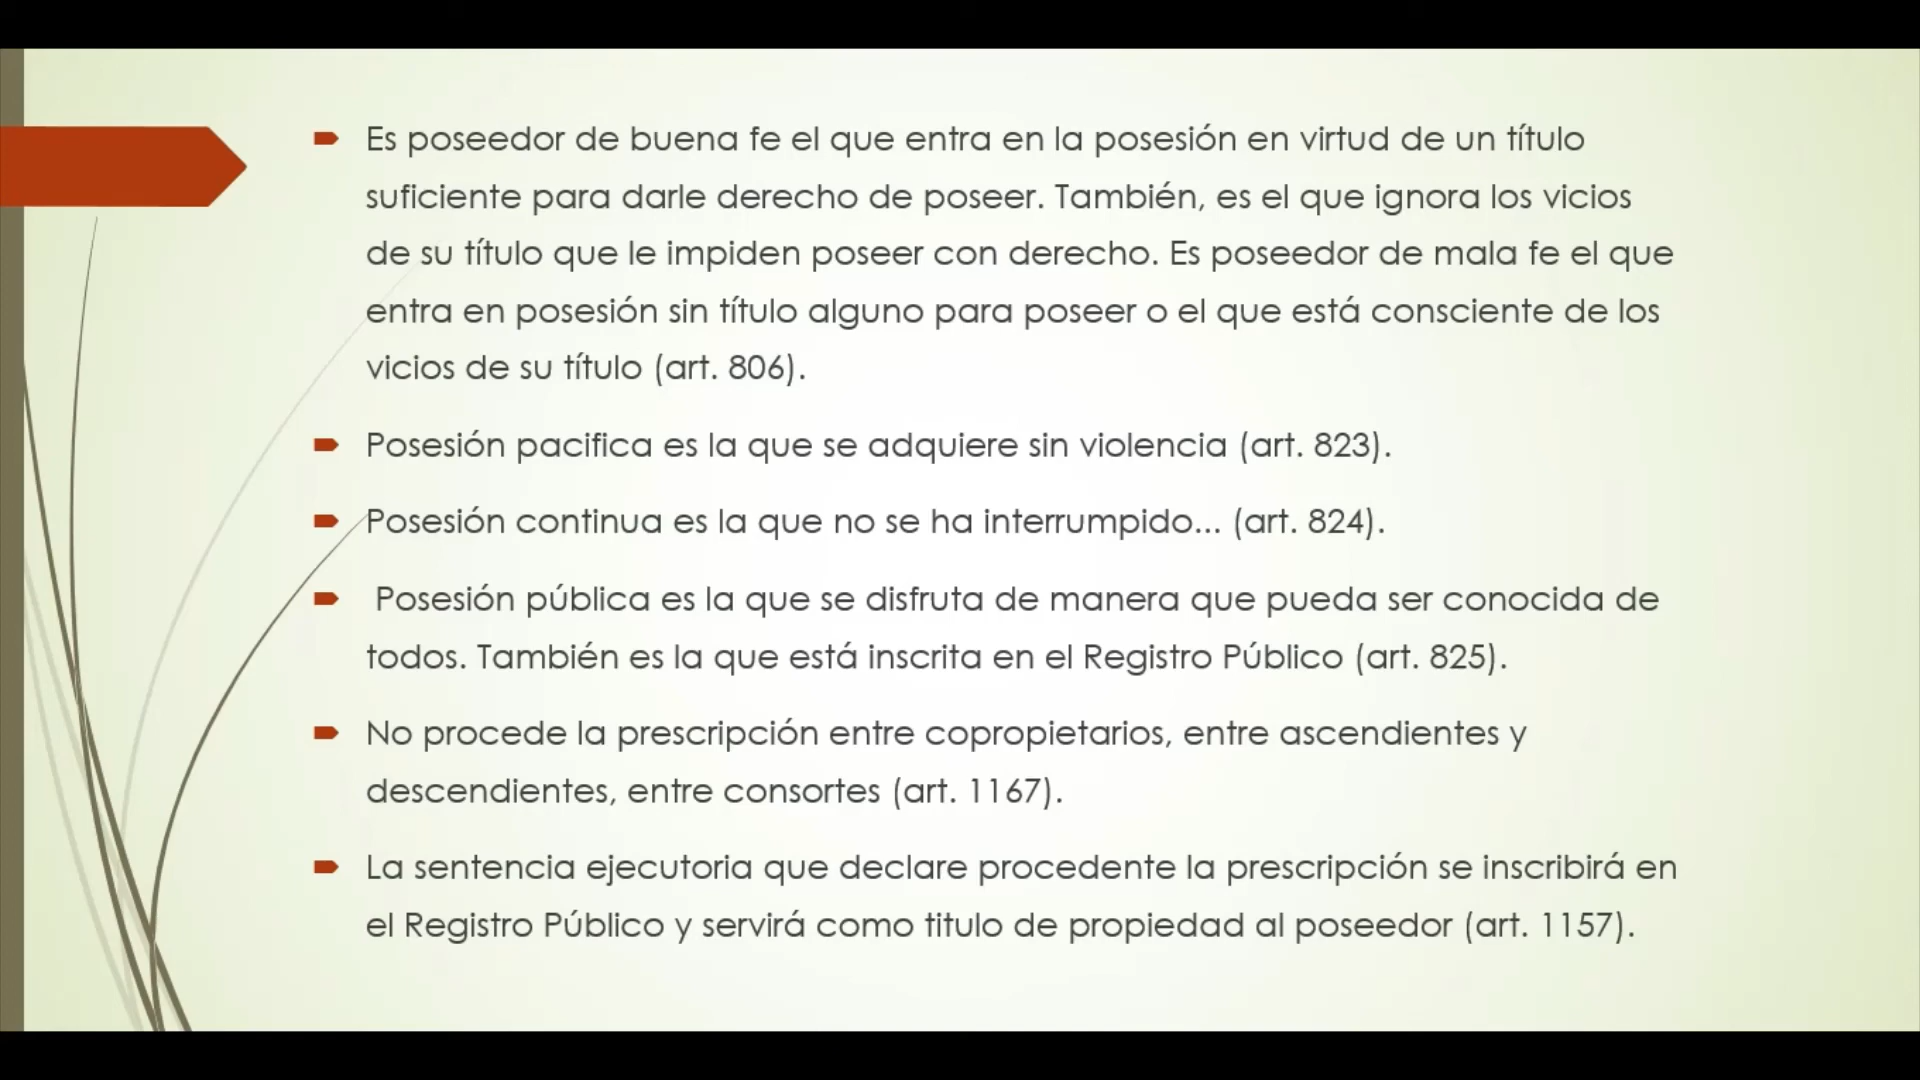 Es poseedor de buena fe el que entra en la posesión en virtud de un título
suficiente para darle derecho de poseer. También, es el que ignora los vicios
de su título que le impiden poseer con derecho. Es poseedor de mala fe el que
entra en posesión sin título alguno para poseer o el que está consciente de los
vicios de su título (art. 806).
Posesión pacifica es la que se adquiere sin violencia (art. 823).
Posesión continua es la que no se ha interrumpido... (art. 824).
Posesión pública es la que se disfruta de manera que pueda ser conocida de
todos. También es la que está inscrita en el Registro Público (art. 825).
No procede la prescripción entre copropietarios, entre ascendientes y
descendientes, entre consortes (art. 1167).
La sentencia ejecutoria que declare procedente la prescripción se inscribirá en
el Registro Público y servirá como titulo de propiedad al poseedor (art. 1157).